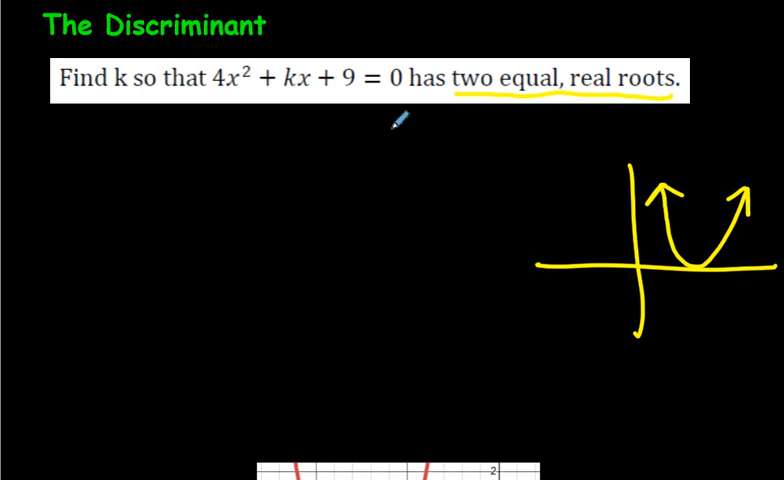 The Discriminant
Find k so that 4x² + kx + 9 = 0 has two equal, real roots.
2